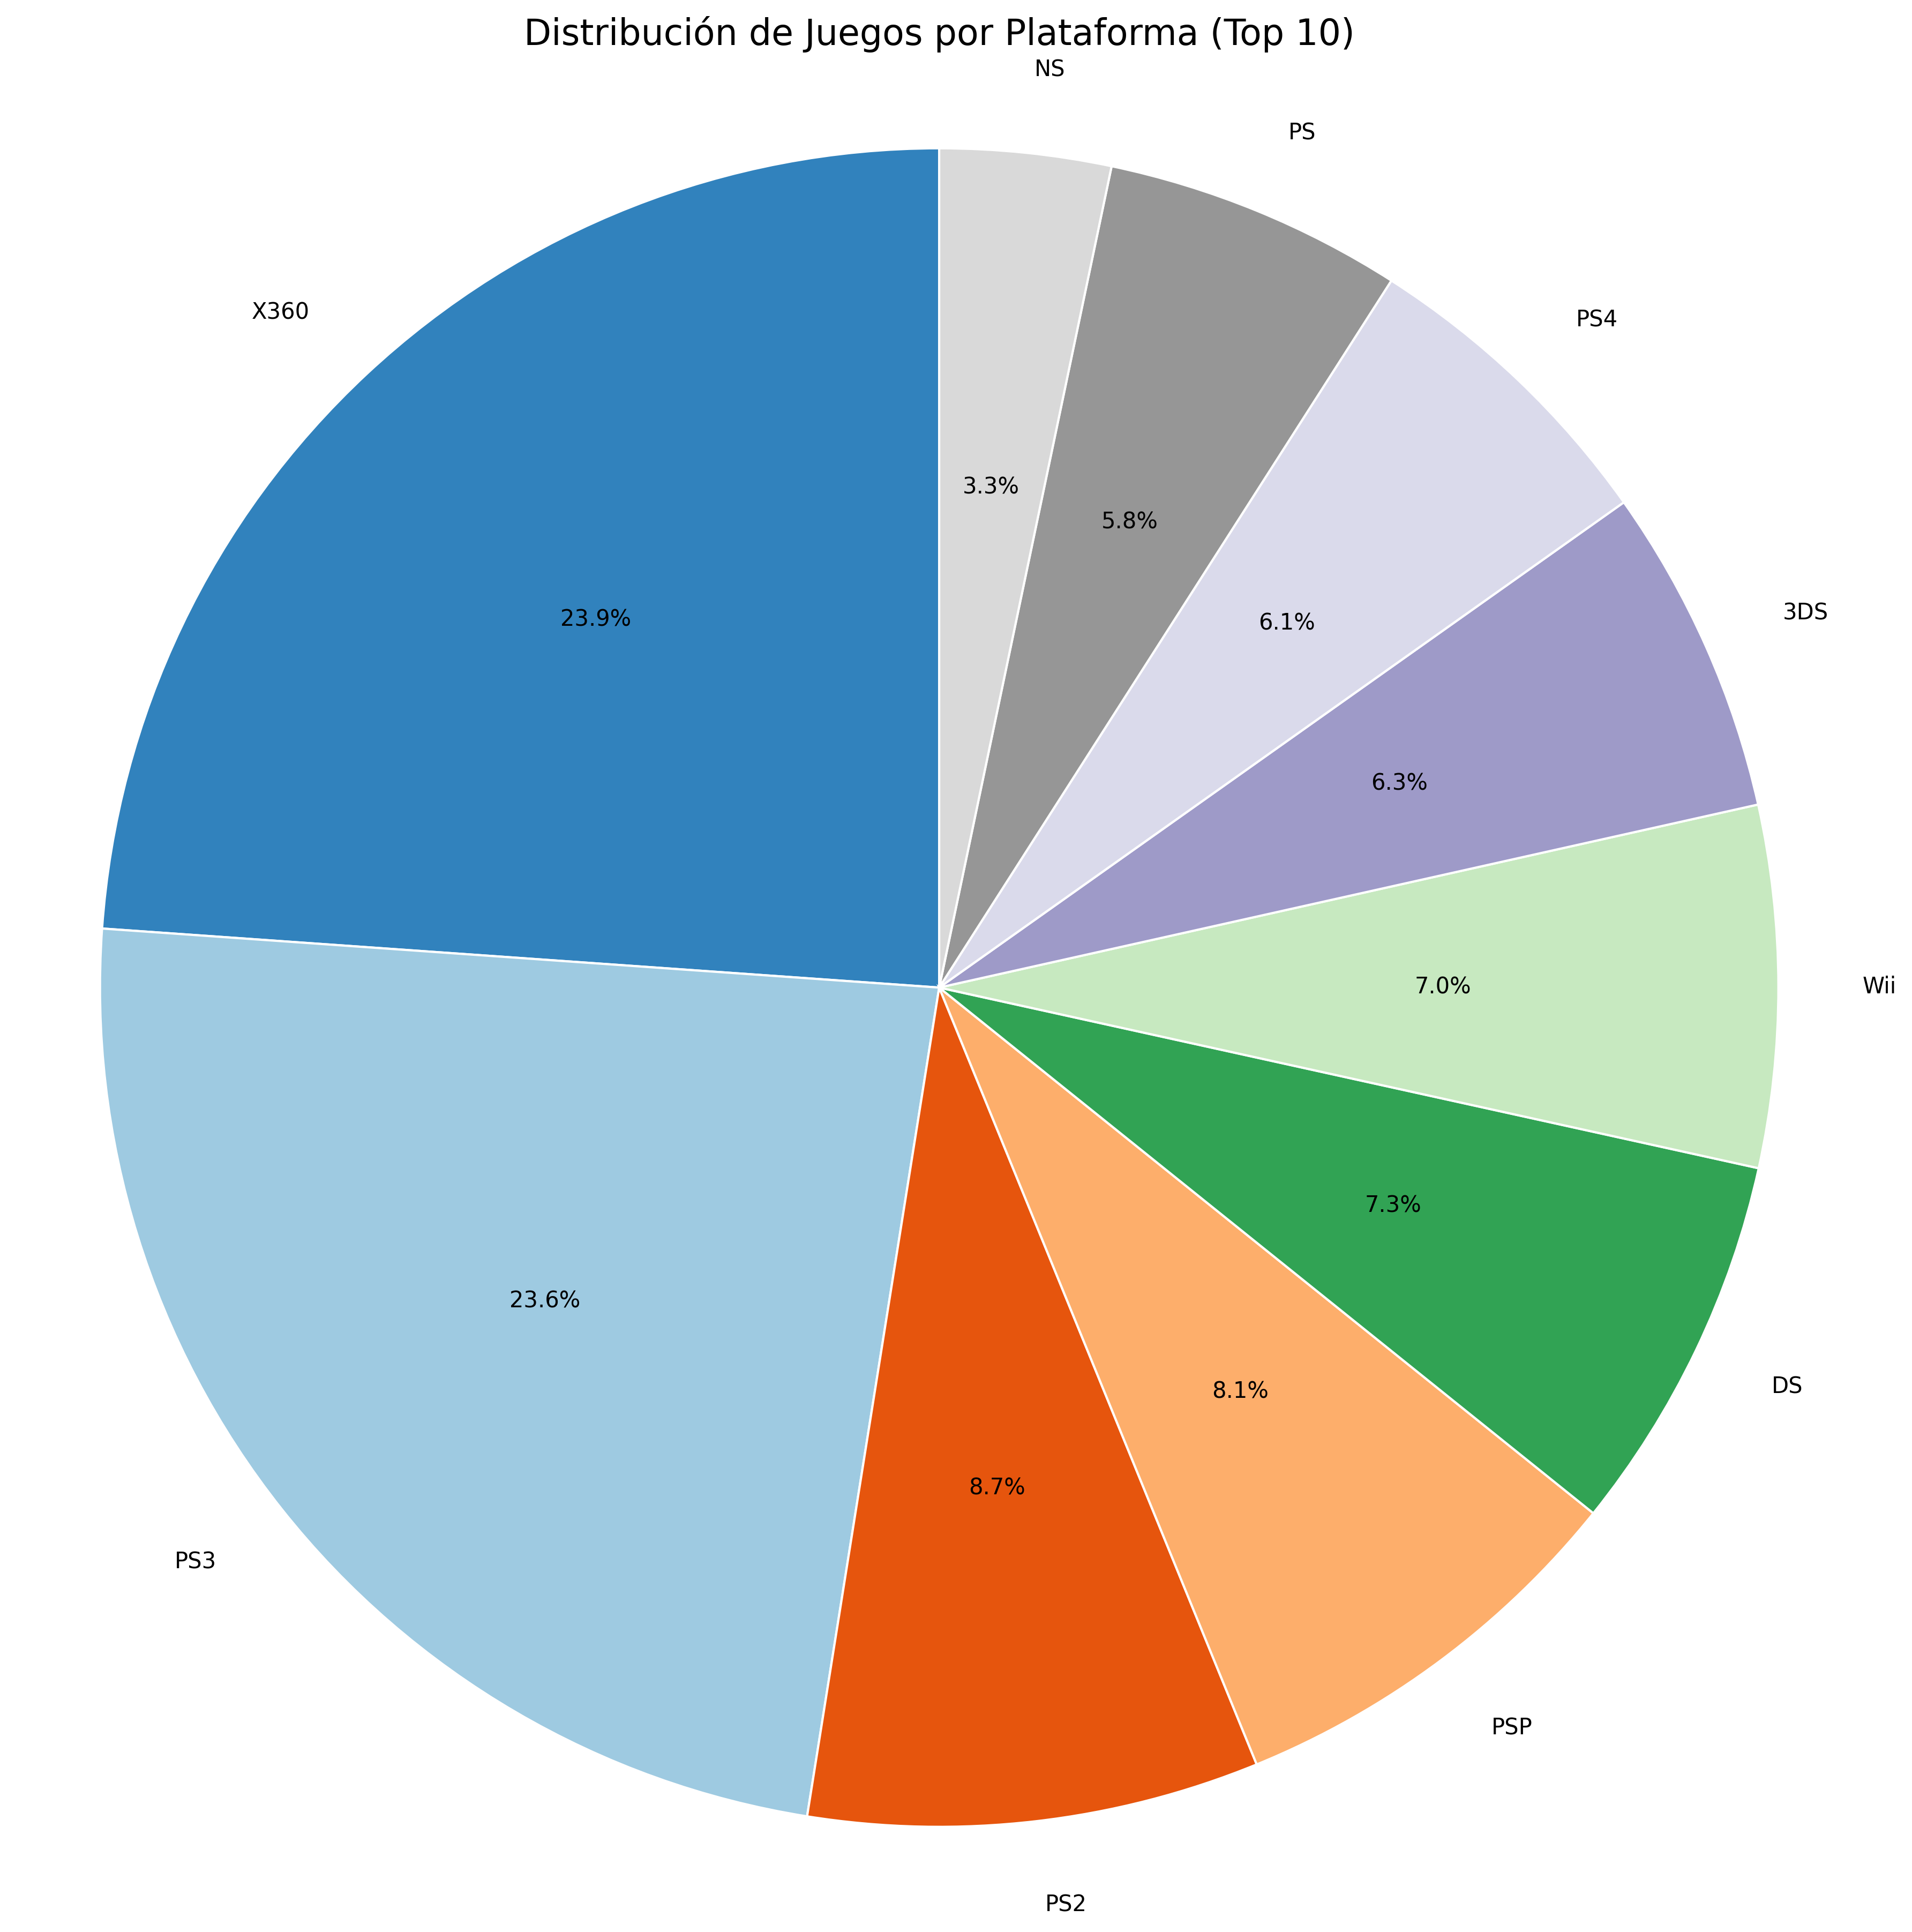 Distribución de Juegos por Plataforma (Top 10)
NS
PS
X360
PS4
3.3%
5.8%
3DS
23.9%
6.1%
6.3%
Wii
7.0%
7.3%
23.6%
DS
8.1%
8.7%
PS3
PSP
PS2